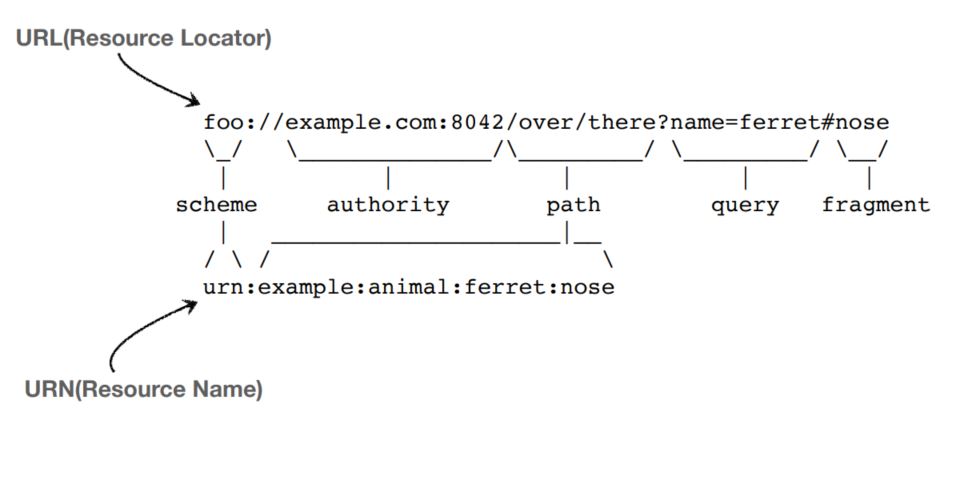 URL(Resource Locator)
foo://example.com:8042/over/there?name=ferret#nose
scheme authority path query fragment
urn:example:animal:ferret:nose
URN(Resource Name)